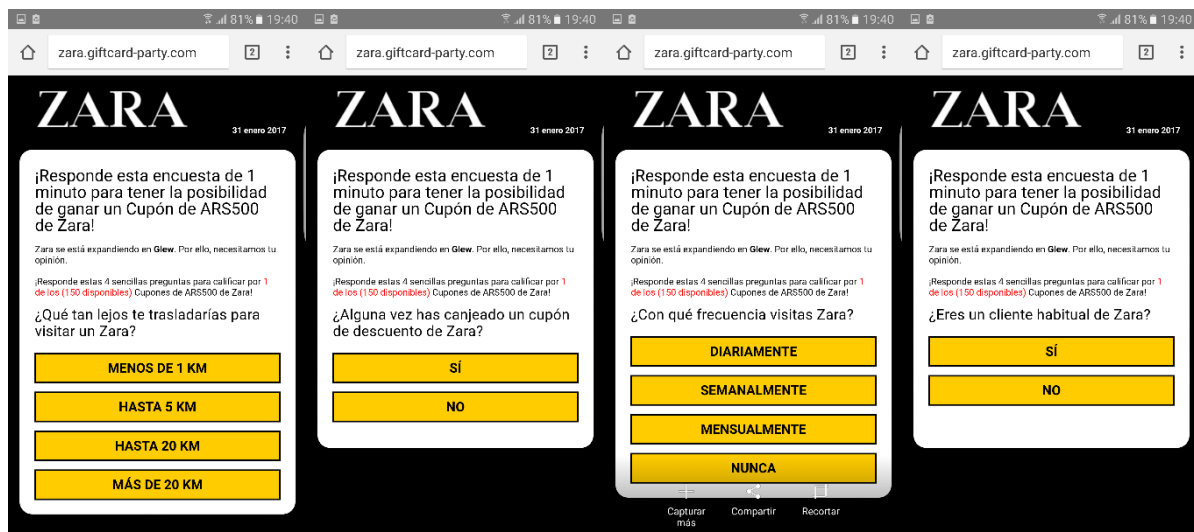 81% 19:40
zara.giftcard-party.com
2
ZARA
31 enero 2017
¡Responde esta encuesta de 1
minuto para tener la posibilidad
de ganar un Cupón de ARS500
de Zara!
Zara se está expandiendo en Glew. Por ello, necesitamos tu
opinión.
¡Responde estas 4 sencillas preguntas para calificar por 1
de los (150 disponibles) Cupones de ARS500 de Zara!
¿Qué tan lejos te trasladarías para
visitar un Zara?
MENOS DE 1 KM
HASTA 5 KM
HASTA 20 KM
MÁS DE 20 KM
81% 19:40
zara.giftcard-party.com
2
ZARA
31 enero 2017
¡Responde esta encuesta de 1
minuto para tener la posibilidad
de ganar un Cupón de ARS500
de Zara!
Zara se está expandiendo en Glew. Por ello, necesitamos tu
opinión.
¡Responde estas 4 sencillas preguntas para calificar por 1
de los (150 disponibles) Cupones de ARS500 de Zara!
¿Alguna vez has canjeado un cupón
de descuento de Zara?
SÍ
NO
81% 19:40
zara.giftcard-party.com
2
ZARA
31 enero 2017
¡Responde esta encuesta de 1
minuto para tener la posibilidad
de ganar un Cupón de ARS500
de Zara!
Zara se está expandiendo en Glew. Por ello, necesitamos tu
opinión.
¡Responde estas 4 sencillas preguntas para calificar por 1
de los (150 disponibles) Cupones de ARS500 de Zara!
¿Con qué frecuencia visitas Zara?
DIARIAMENTE
SEMANALMENTE
MENSUALMENTE
NUNCA
Capturar
más
Compartir
Recortar
81% 19:40
zara.giftcard-party.com
2
ZARA
31 enero 2017
¡Responde esta encuesta de 1
minuto para tener la posibilidad
de ganar un Cupón de ARS500
de Zara!
Zara se está expandiendo en Glew. Por ello, necesitamos tu
opinión.
¡Responde estas 4 sencillas preguntas para calificar por 1
de los (150 disponibles) Cupones de ARS500 de Zara!
¿Eres un cliente habitual de Zara?
SÍ
NO